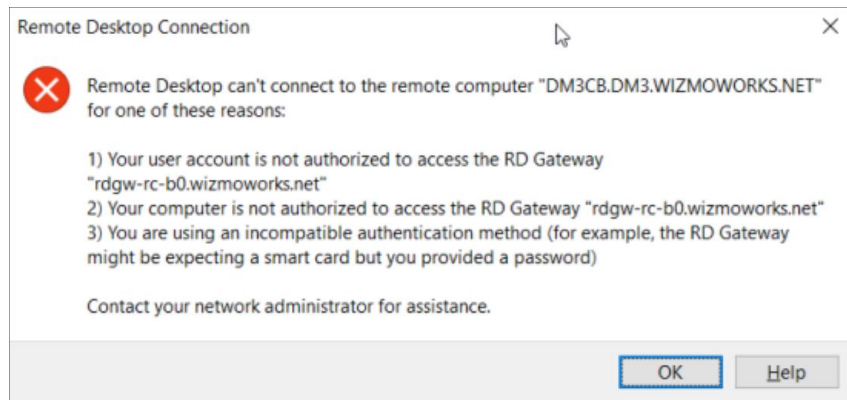 Remote Desktop Connection
Remote Desktop can't connect to the remote computer "DM3CB.DM3.WIZMOWORKS.NET"
for one of these reasons:
1) Your user account is not authorized to access the RD Gateway
"rdgw-rc-b0.wizmoworks.net"
2) Your computer is not authorized to access the RD Gateway "rdgw-rc-b0.wizmoworks.net"
3) You are using an incompatible authentication method (for example, the RD Gateway
might be expecting a smart card but you provided a password)
Contact your network administrator for assistance.
OK
Help